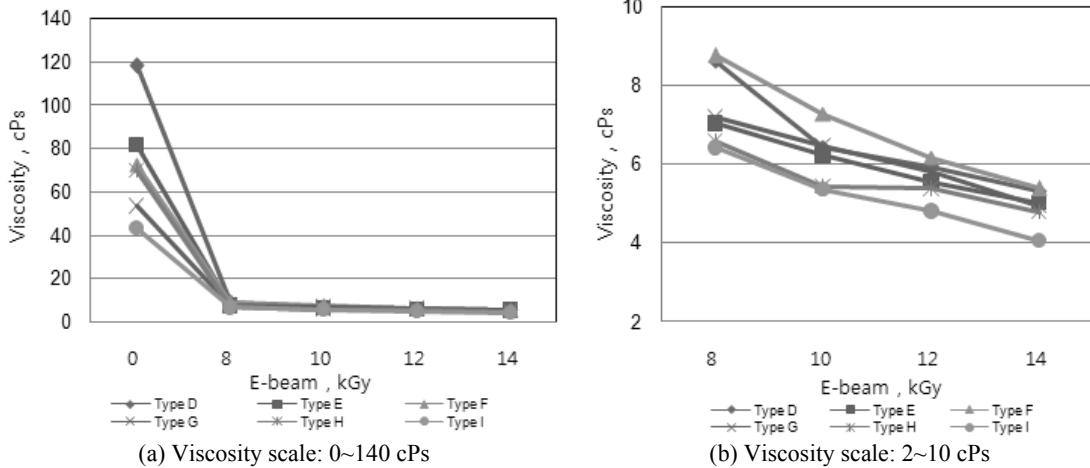 140
120
100
80
60
40
20
0
Viscosity , cPs
0 8 10 12 14
E-beam , kGy
Type D Type E Type F
Type G Type H Type I
(a) Viscosity scale: 0~140 cPs
10
8
6
4
2
Viscosity , cPs
8 10 12 14
E-beam , kGy
Type D Type E Type F
Type G Type H Type I
(b) Viscosity scale: 2~10 cPs